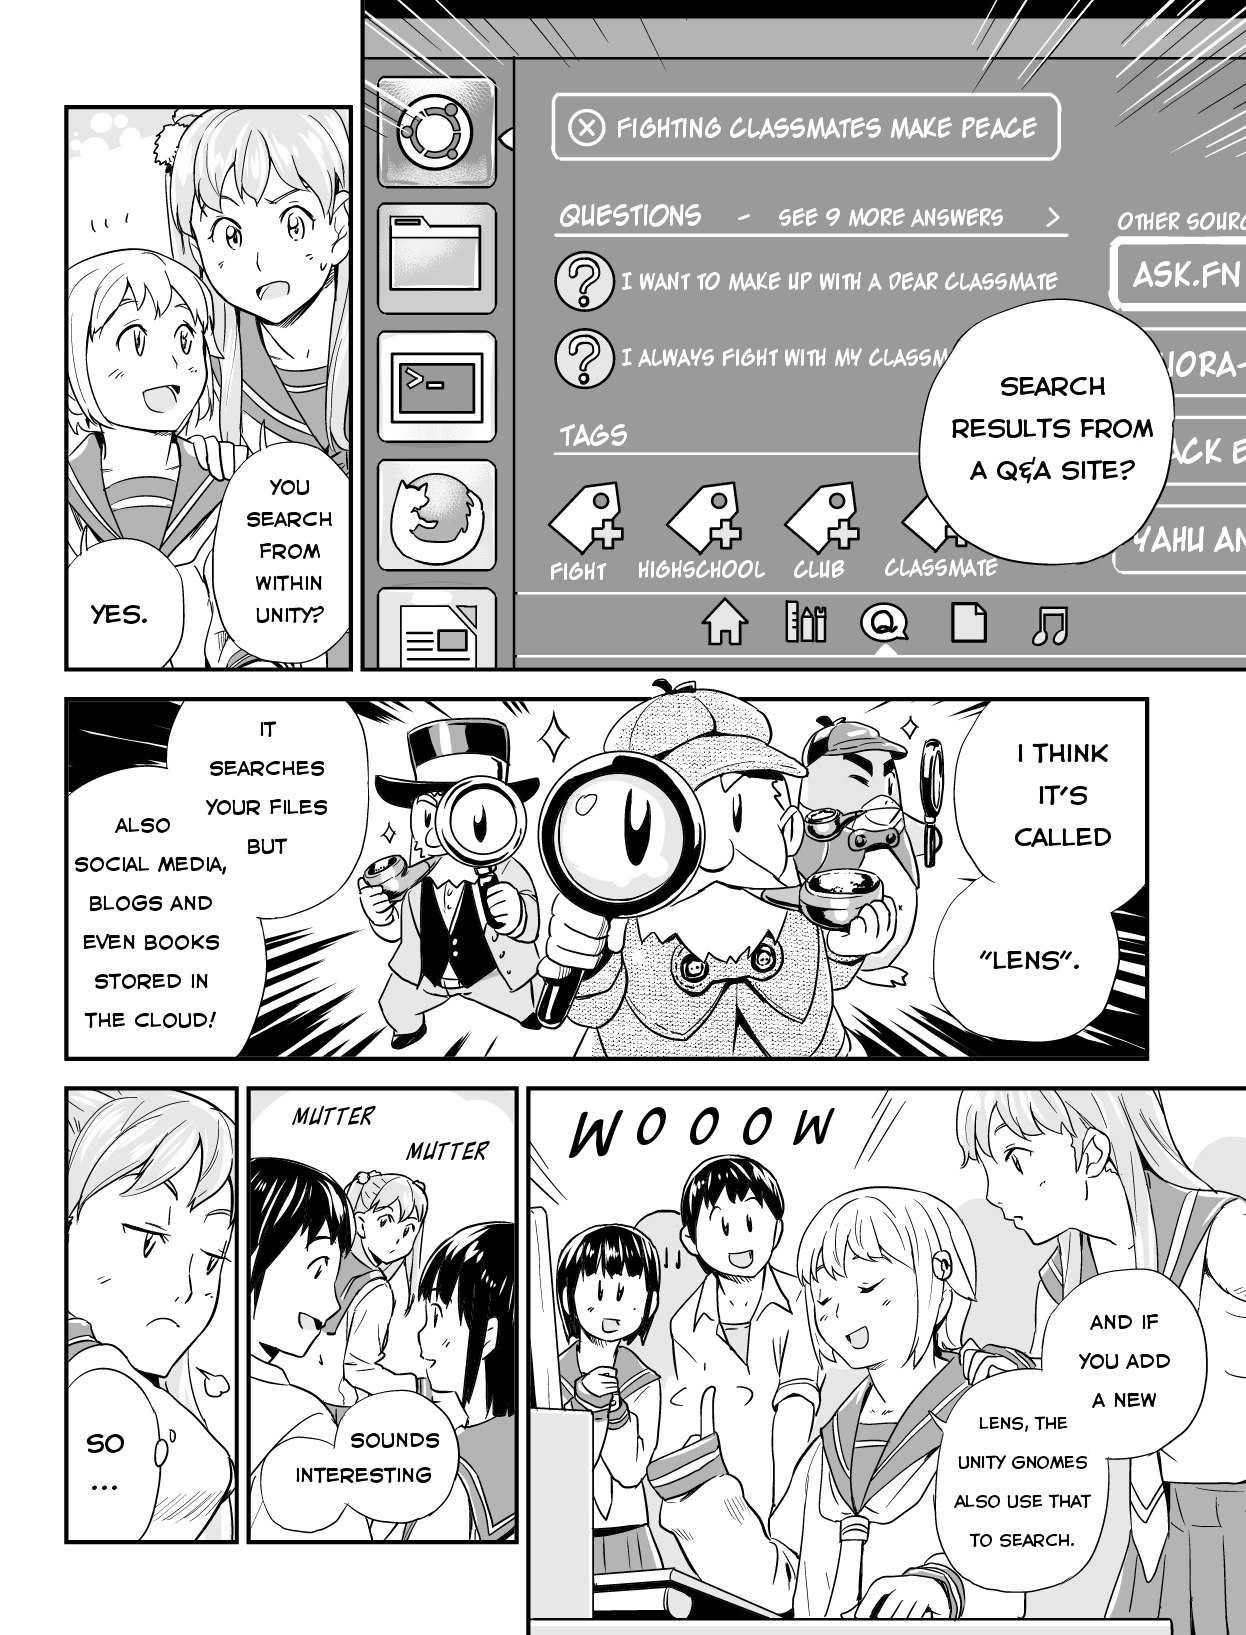 FIGHTING CLASSMATES MAKE PEACE
QUESTIONS - SEE 9 MORE ANSWERS >
I WANT TO MAKE UP WITH A DEAR CLASSMATE
I ALWAYS FIGHT WITH MY
TAGS
FIGHT
HIGHSCHOOL
CLUB
CLASSMATE
OTHER
ASK.FN
>_
SEARCH
RESULTS FROM
A Q&A SITE?
Q
YOU
SEARCH
FROM
WITHIN
UNITY?
YES.
I THINK
IT'S
CALLED
"LENS".
IT
SEARCHES
YOUR FILES
BUT
ALSO
SOCIAL MEDIA,
BLOGS AND
EVEN BOOKS
STORED IN
THE CLOUD!
WOOOW
AND IF
YOU ADD
A NEW
LENS, THE
UNITY GNOMES
ALSO USE THAT
TO SEARCH.
MUTTER
MUTTER
SOUNDS
INTERESTING
SO
...